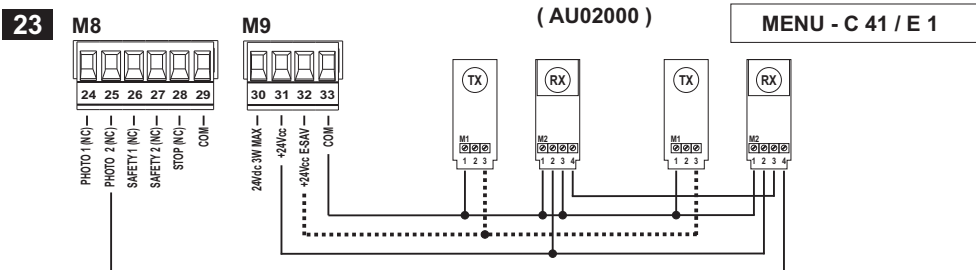 23
M8
M9
( AU02000 )
MENU - C 41 / E 1
24 25 26 27 28 29
30 31 32 33
PHOTO 1 (NC)
PHOTO 2 (NC)
SAFETY 1 (NC)
SAFETY 2 (NC)
STOP (NC)
COM
24Vdc 3W MAX
+24Vcc
+24Vcc E-SAV
COM
TX
RX
TX
RX
M1
M2
M1
M2
1 2 3
1 2 3 4
1 2 3
1 2 3 4